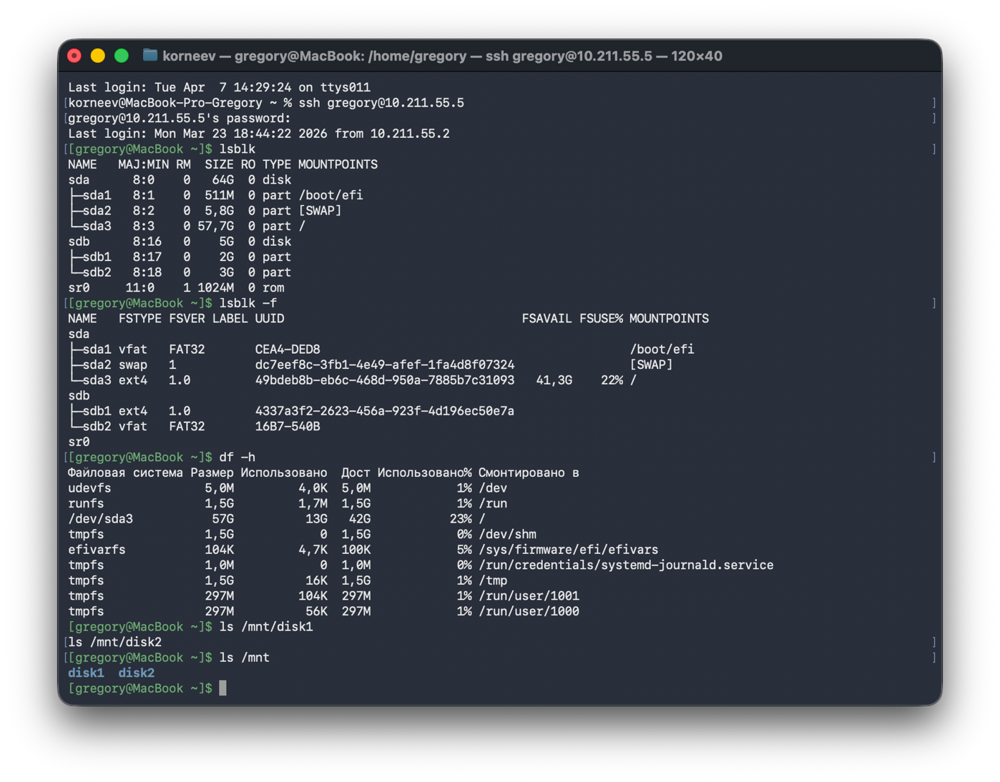 korneev — gregory@MacBook: /home/gregory — ssh gregory@10.211.55.5 — 120×40
Last login: Tue Apr  7 14:29:24 on ttys011
[korneev@MacBook-Pro-Gregory ~ % ssh gregory@10.211.55.5 ]
[gregory@10.211.55.5's password: ]
Last login: Mon Mar 23 18:44:22 2026 from 10.211.55.2
[[gregory@MacBook ~]$ lsblk ]
NAME   MAJ:MIN RM  SIZE RO TYPE MOUNTPOINTS
sda      8:0    0   64G  0 disk
├─sda1   8:1    0  511M  0 part /boot/efi
├─sda2   8:2    0  5,8G  0 part [SWAP]
└─sda3   8:3    0 57,7G  0 part /
sdb      8:16   0    5G  0 disk
├─sdb1   8:17   0    2G  0 part
└─sdb2   8:18   0    3G  0 part
sr0     11:0    1 1024M  0 rom
[[gregory@MacBook ~]$ lsblk -f ]
NAME   FSTYPE FSVER LABEL UUID                                 FSAVAIL FSUSE% MOUNTPOINTS
sda
├─sda1 vfat   FAT32       CEA4-DED8                                           /boot/efi
├─sda2 swap   1           dc7eef8c-3fb1-4e49-afef-1fa4d8f07324                [SWAP]
└─sda3 ext4   1.0         49bdeb8b-eb6c-468d-950a-7885b7c31093   41,3G    22% /
sdb
├─sdb1 ext4   1.0         4337a3f2-2623-456a-923f-4d196ec50e7a
└─sdb2 vfat   FAT32       16B7-540B
sr0
[[gregory@MacBook ~]$ df -h ]
Файловая система Размер Использовано  Дост Использовано% Смонтировано в
udevfs             5,0M         4,0K  5,0M            1% /dev
runfs              1,5G         1,7M  1,5G            1% /run
/dev/sda3           57G          13G   42G           23% /
tmpfs              1,5G            0  1,5G            0% /dev/shm
efivarfs           104K         4,7K  100K            5% /sys/firmware/efi/efivars
tmpfs              1,0M            0  1,0M            0% /run/credentials/systemd-journald.service
tmpfs              1,5G          16K  1,5G            1% /tmp
tmpfs              297M         104K  297M            1% /run/user/1001
tmpfs              297M          56K  297M            1% /run/user/1000
[gregory@MacBook ~]$ ls /mnt/disk1
[ls /mnt/disk2 ]
[[gregory@MacBook ~]$ ls /mnt ]
disk1  disk2
[gregory@MacBook ~]$